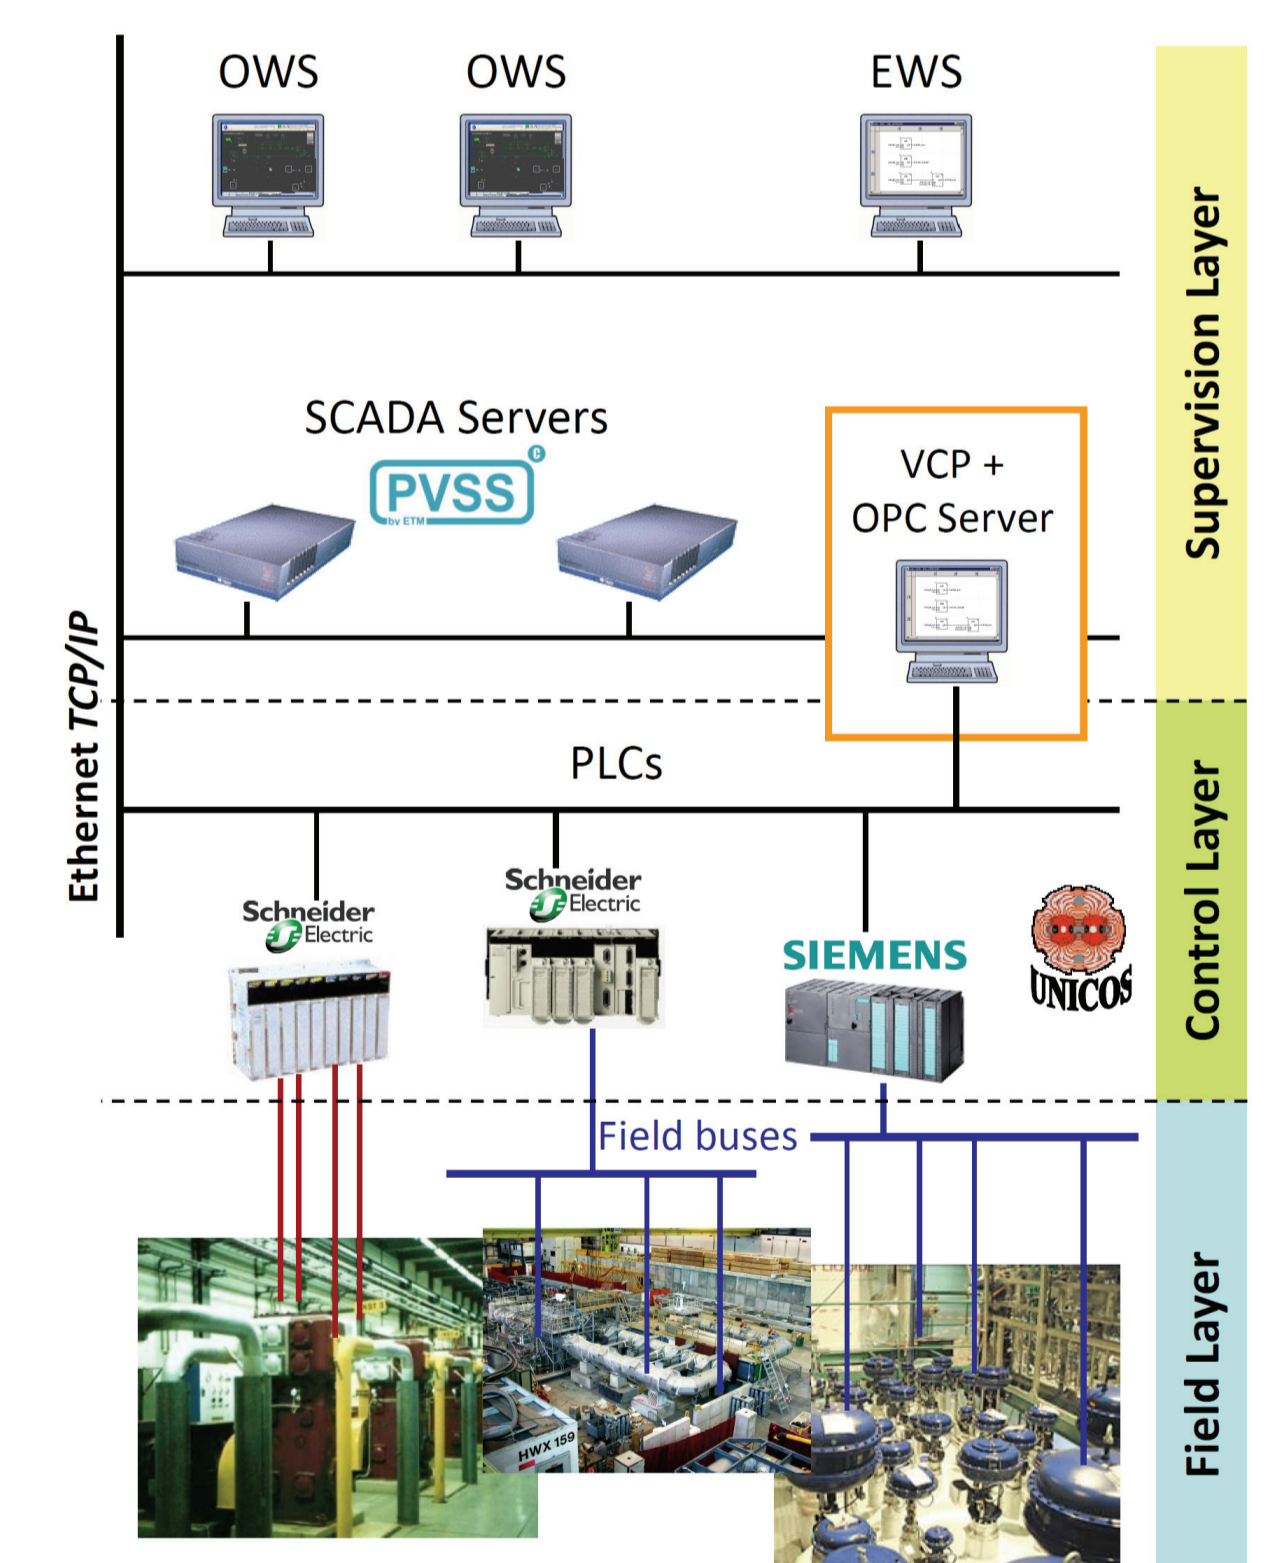 OWS
OWS
EWS
SCADA Servers
PVSS
by ETM
C
VCP +
OPC Server
Supervision Layer
Ethernet TCP/IP
PLCs
Schneider
Electric
Schneider
Electric
SIEMENS
UNICOS
Control Layer
Field buses
HWX 159
Field Layer